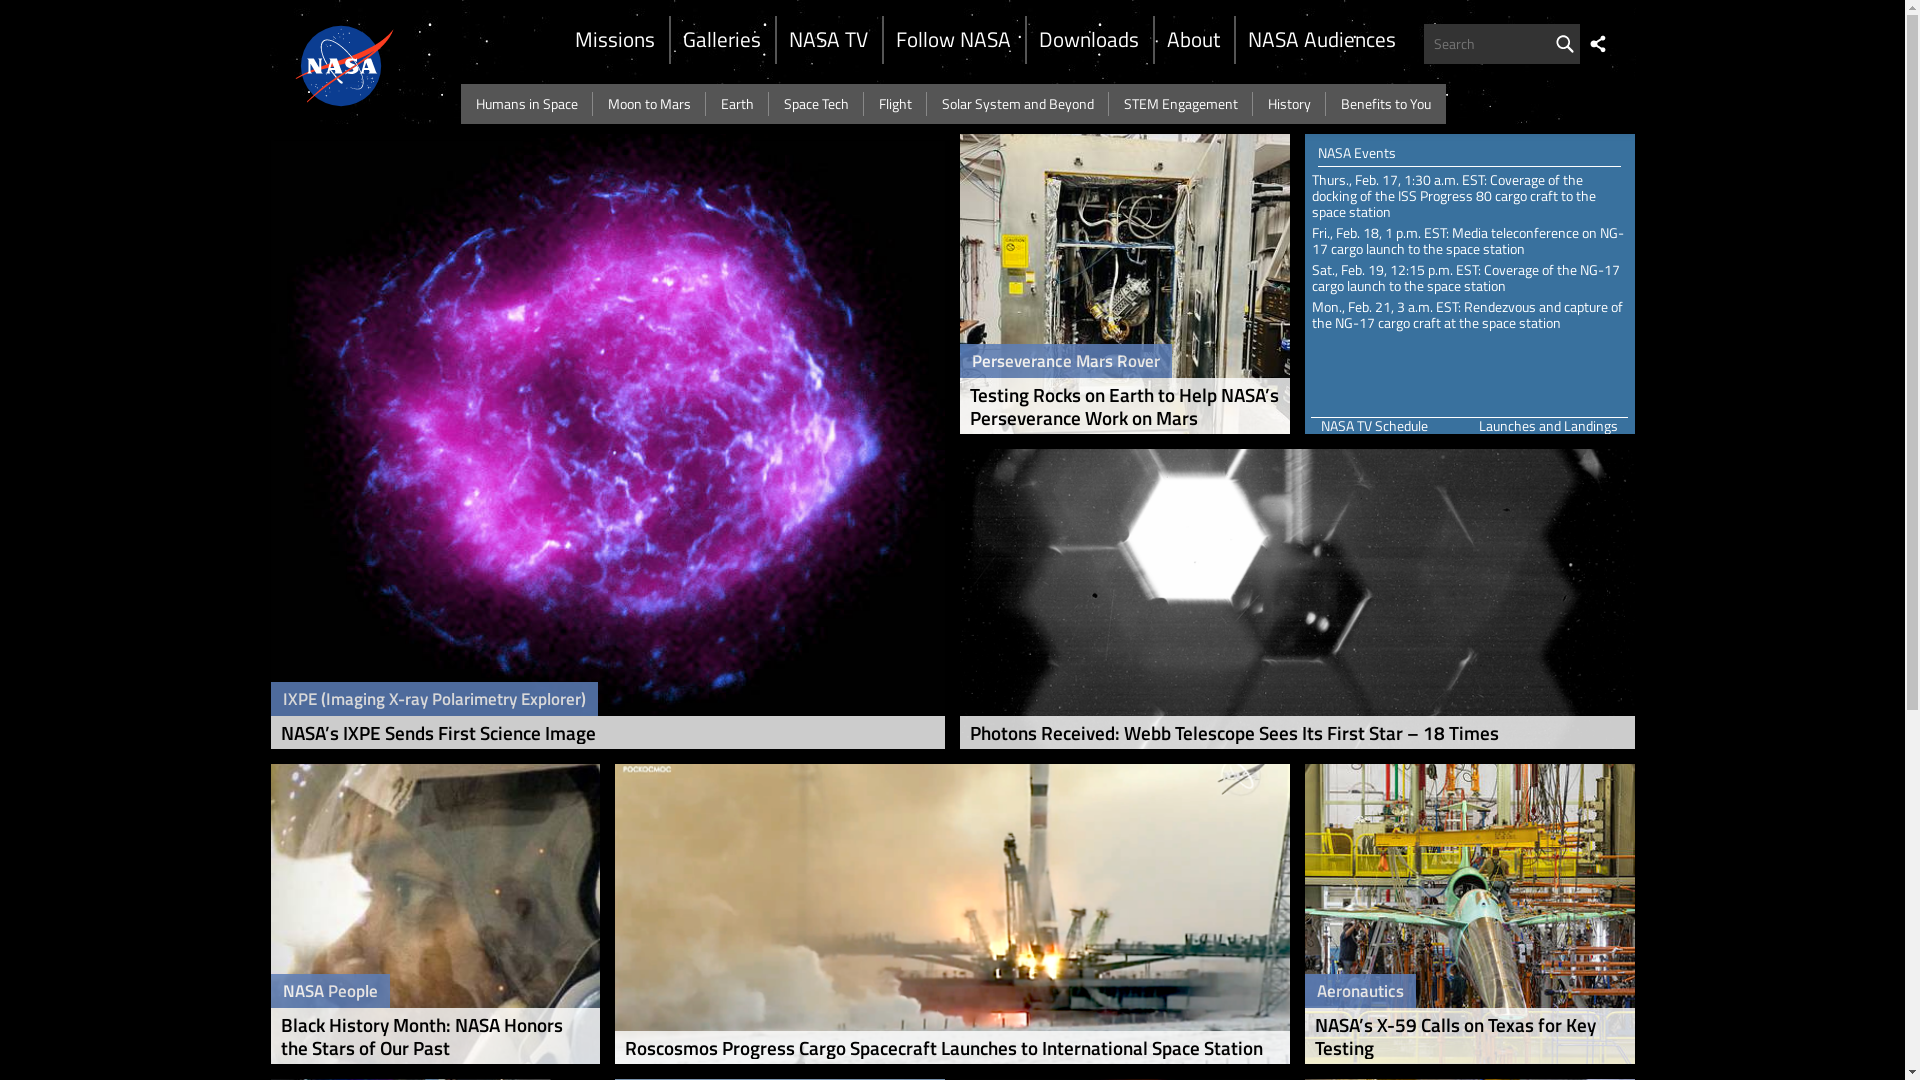 NASA
Missions
Galleries
NASA TV
Follow NASA
Downloads
About
NASA Audiences
Search
Humans in Space
Moon to Mars
Earth
Space Tech
Flight
Solar System and Beyond
STEM Engagement
History
Benefits to You
IXPE (Imaging X-ray Polarimetry Explorer)
NASA’s IXPE Sends First Science Image
CAUTION
Perseverance Mars Rover
Testing Rocks on Earth to Help NASA’s
Perseverance Work on Mars
NASA Events
Thurs., Feb. 17, 1:30 a.m. EST: Coverage of the
docking of the ISS Progress 80 cargo craft to the
space station
Fri., Feb. 18, 1 p.m. EST: Media teleconference on NG-
17 cargo launch to the space station
Sat., Feb. 19, 12:15 p.m. EST: Coverage of the NG-17
cargo launch to the space station
Mon., Feb. 21, 3 a.m. EST: Rendezvous and capture of
the NG-17 cargo craft at the space station
NASA TV Schedule
Launches and Landings
Photons Received: Webb Telescope Sees Its First Star – 18 Times
NASA People
Black History Month: NASA Honors
the Stars of Our Past
РОСКОСМОС
NASA
Roscosmos Progress Cargo Spacecraft Launches to International Space Station
Aeronautics
NASA’s X-59 Calls on Texas for Key
Testing